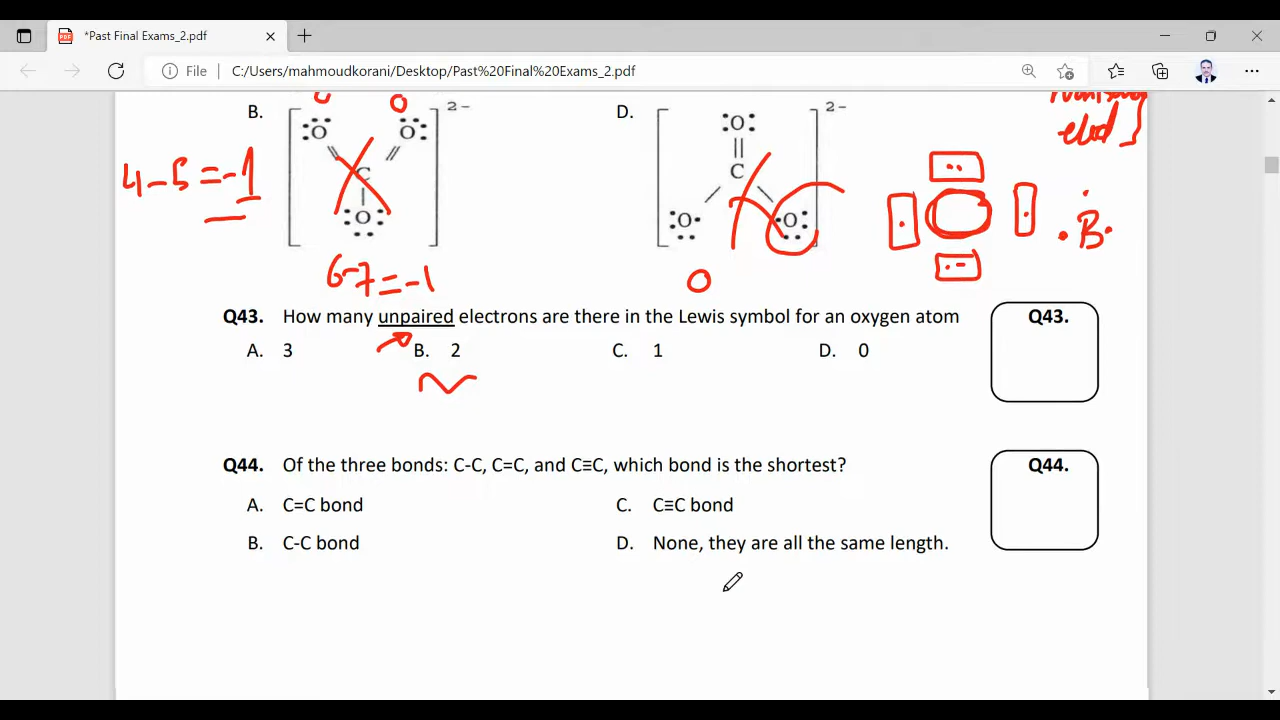 *Past Final Exams_2.pdf
File C:/Users/mahmoudkorani/Desktop/Past%20Final%20Exams_2.pdf
0 0
B. O O C O 2−
D. O C O O 2−
4-5=-1
B
6-7=-1
0
Q43. How many unpaired electrons are there in the Lewis symbol for an oxygen atom Q43.
A. 3 B. 2 C. 1 D. 0
Q44. Of the three bonds: C-C, C=C, and C≡C, which bond is the shortest? Q44.
A. C=C bond C. C≡C bond
B. C-C bond D. None, they are all the same length.